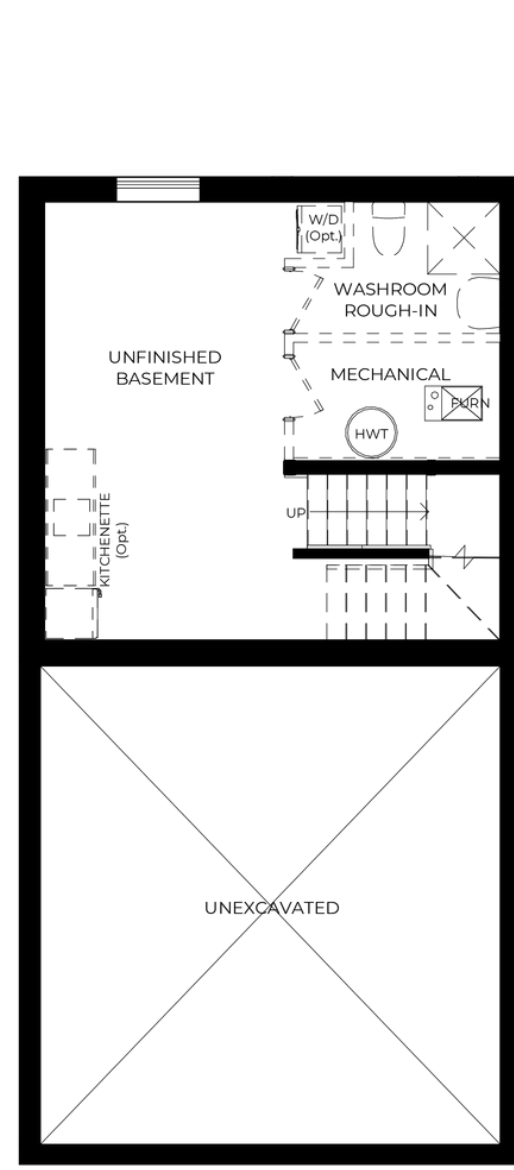 W/D
(Opt.)
WASHROOM
ROUGH-IN
UNFINISHED
BASEMENT
MECHANICAL
FURN
HWT
KITCHENETTE
(Opt.)
UP
UNEXCAVATED